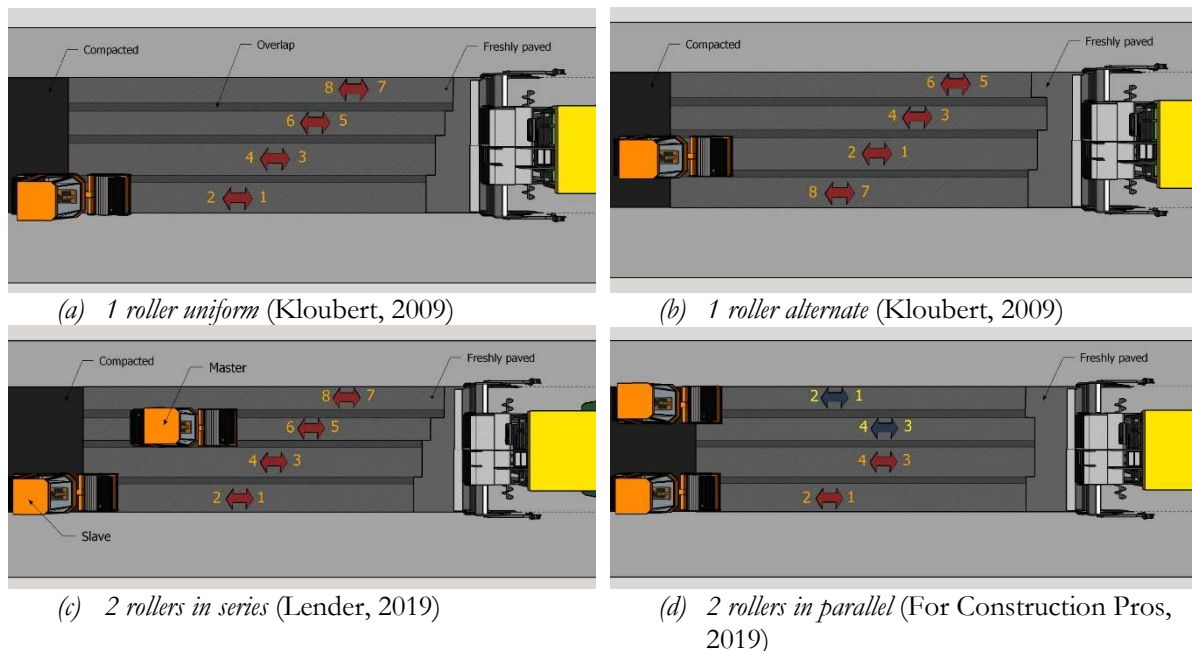 Compacted
Overlap
Freshly paved
8 7
6 5
4 3
2 1
(a) 1 roller uniform (Kloubert, 2009)
Compacted
Freshly paved
6 5
4 3
2 1
8 7
(b) 1 roller alternate (Kloubert, 2009)
Compacted
Master
Freshly paved
8 7
6 5
4 3
2 1
Slave
(c) 2 rollers in series (Lender, 2019)
Freshly paved
2 1
4 3
4 3
2 1
(d) 2 rollers in parallel (For Construction Pros,
2019)